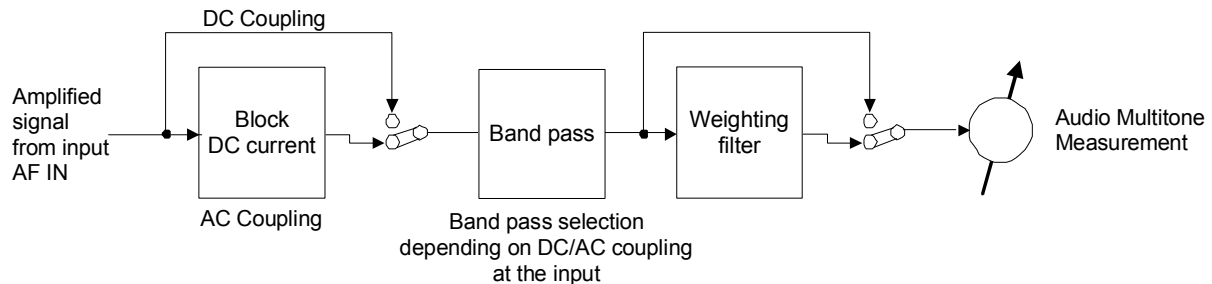 DC Coupling
Amplified
signal
from input
AF IN
Block
DC current
AC Coupling
Band pass
Band pass selection
depending on DC/AC coupling
at the input
Weighting
filter
Audio Multitone
Measurement